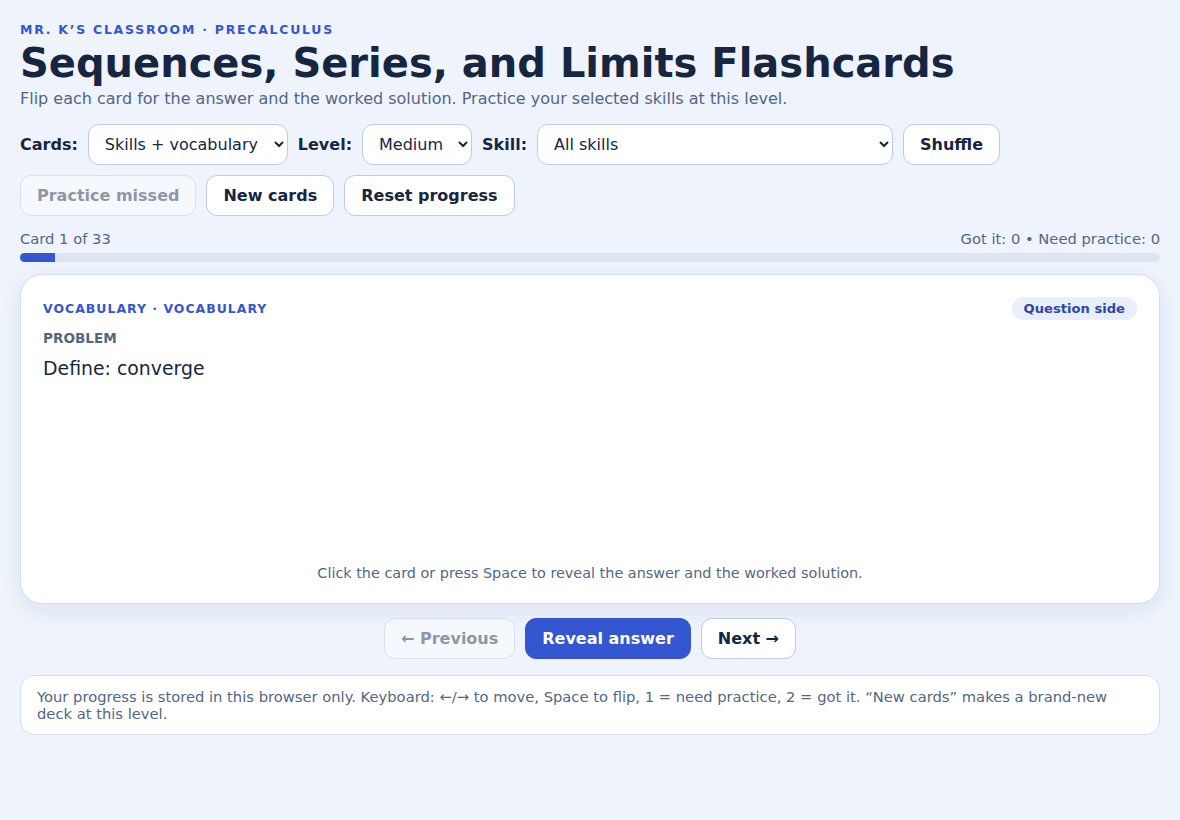 MR. K’S CLASSROOM · PRECALCULUS
Sequences, Series, and Limits Flashcards
Flip each card for the answer and the worked solution. Practice your selected skills at this level.
Cards: Skills + vocabulary Level: Medium Skill: All skills Shuffle
Practice missed New cards Reset progress
Card 1 of 33 Got it: 0 • Need practice: 0
VOCABULARY · VOCABULARY Question side
PROBLEM
Define: converge
Click the card or press Space to reveal the answer and the worked solution.
← Previous Reveal answer Next →
Your progress is stored in this browser only. Keyboard: ←/→ to move, Space to flip, 1 = need practice, 2 = got it. “New cards” makes a brand-new
deck at this level.